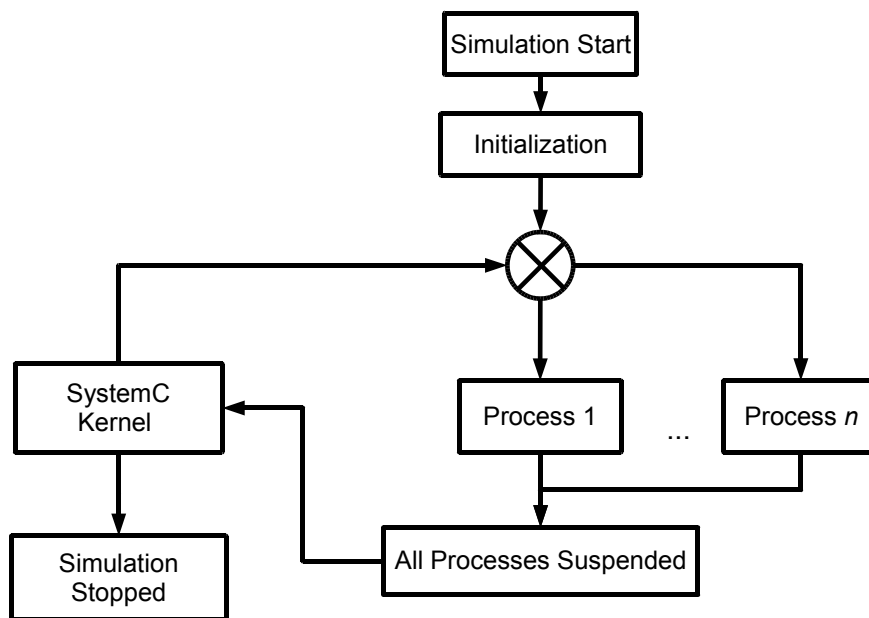 Simulation Start
Initialization
SystemC
Kernel
Process 1
...
Process n
Simulation
Stopped
All Processes Suspended